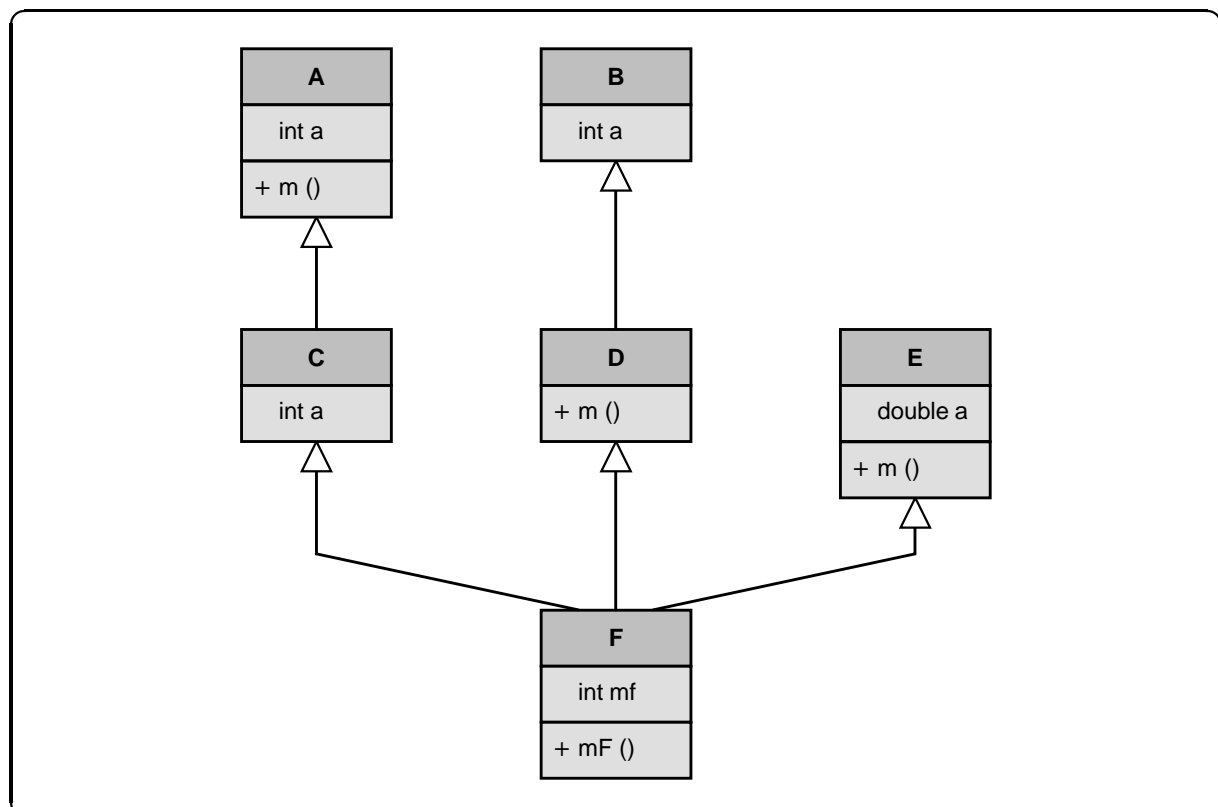 A
int a
+ m ()
B
int a
C
int a
D
+ m ()
E
double a
+ m ()
F
int mf
+ mF ()